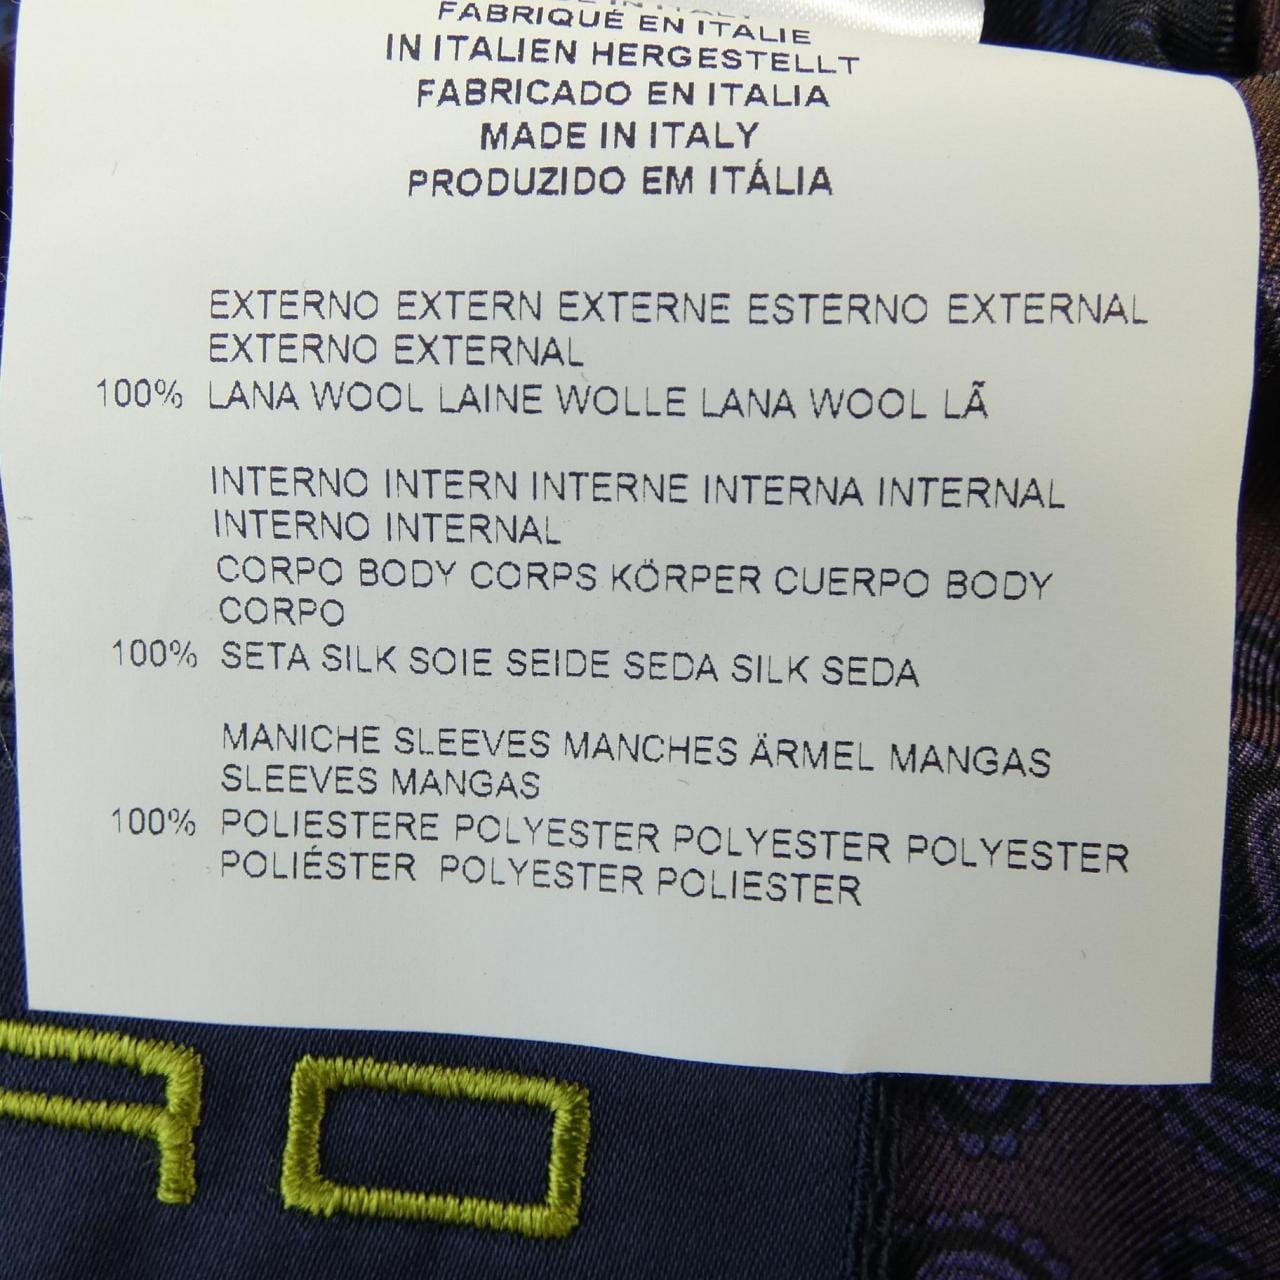 MADE IN ITALY
FABRIQUÉ EN ITALIE
IN ITALIEN HERGESTELLT
FABRICADO EN ITALIA
MADE IN ITALY
PRODUZIDO EM ITÁLIA
EXTERNO EXTERN EXTERNE ESTERNO EXTERNAL
EXTERNO EXTERNAL
100% LANA WOOL LAINE WOLLE LANA WOOL LÃ
INTERNO INTERN INTERNE INTERNA INTERNAL
INTERNO INTERNAL
CORPO BODY CORPS KÖRPER CUERPO BODY
CORPO
100% SETA SILK SOIE SEIDE SEDA SILK SEDA
MANICHE SLEEVES MANCHES ÄRMEL MANGAS
SLEEVES MANGAS
100% POLIESTERE POLYESTER POLYESTER POLYESTER
POLIÉSTER POLYESTER POLIESTER
RO